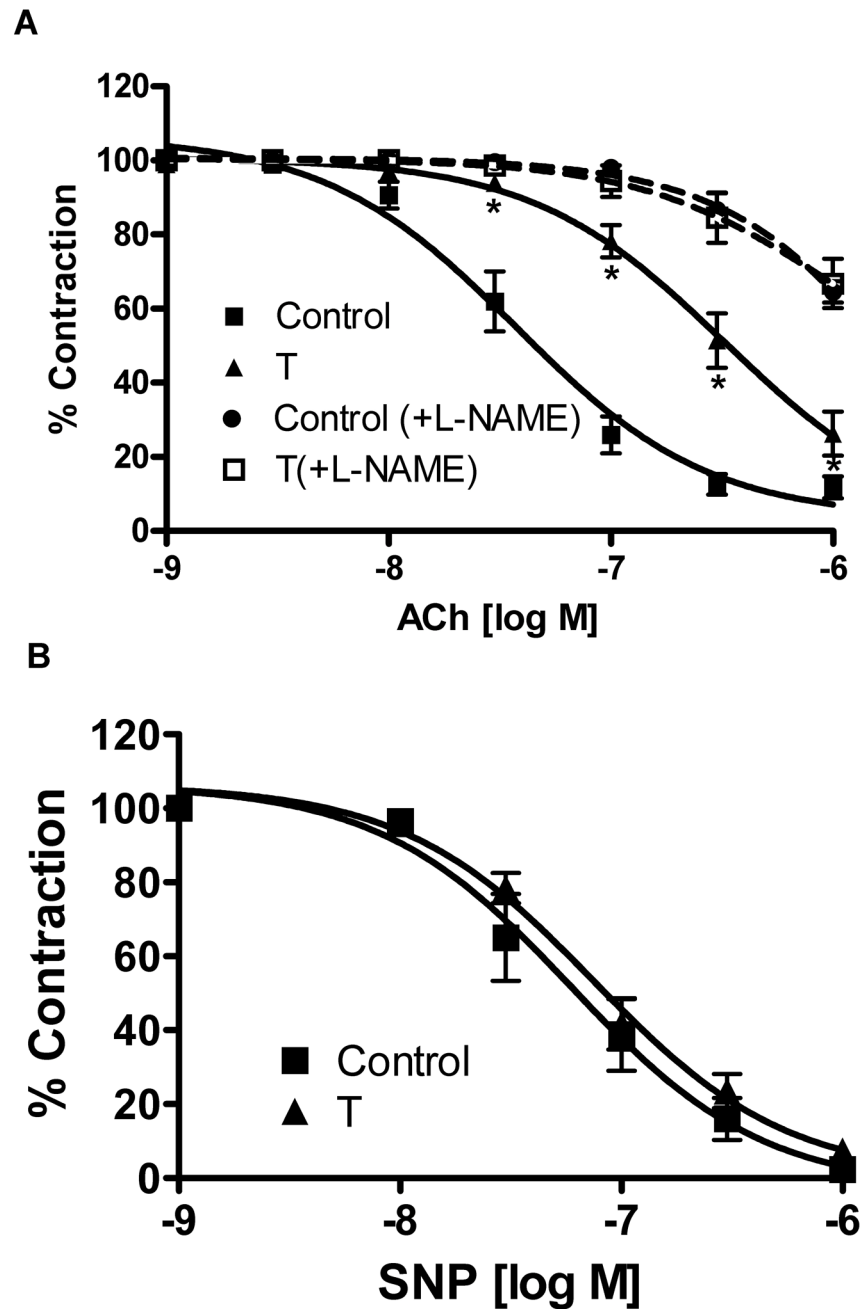 A
120
100
80
60
40
20
0
% Contraction
Control
T
Control (+L-NAME)
T(+L-NAME)
*
*
*
*
-9
-8
-7
-6
ACh [log M]
B
120
100
80
60
40
20
0
% Contraction
Control
T
-9
-8
-7
-6
SNP [log M]